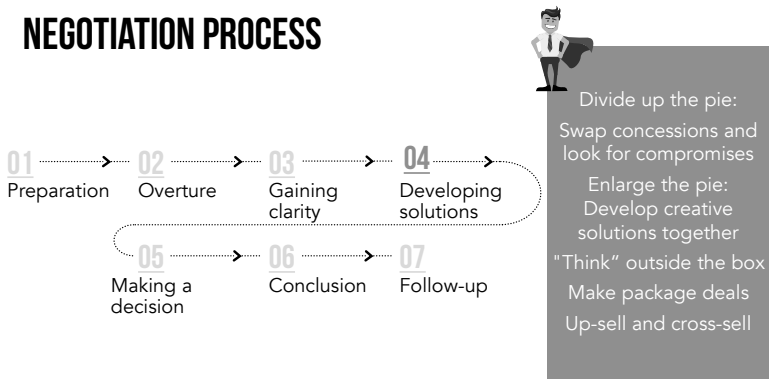 NEGOTIATION PROCESS
01
Preparation
02
Overture
03
Gaining
clarity
04
Developing
solutions
05
Making a
decision
06
Conclusion
07
Follow-up
Divide up the pie:
Swap concessions and
look for compromises
Enlarge the pie:
Develop creative
solutions together
"Think” outside the box
Make package deals
Up-sell and cross-sell